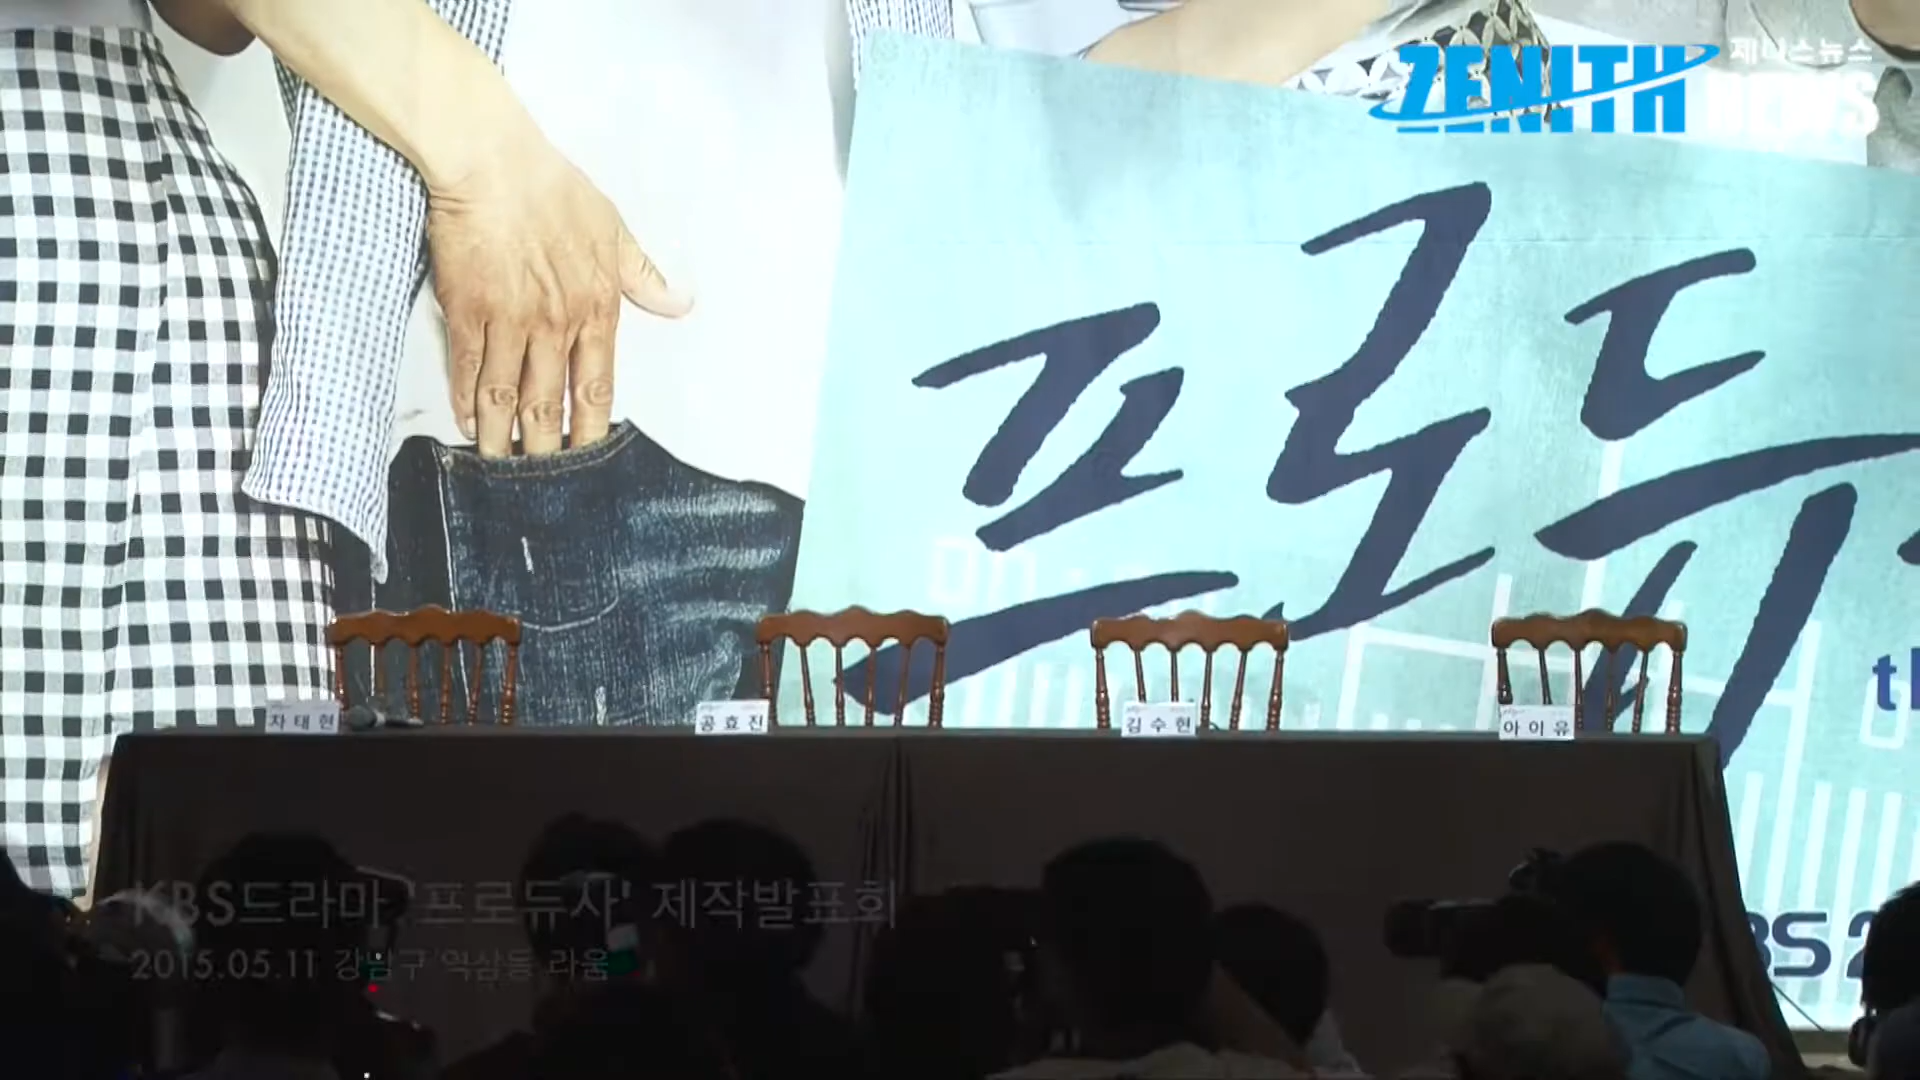 제니스뉴스
ZENITH NEWS
프로듀
차태현
공효진
김수현
아이유
KBS드라마 '프로듀사' 제작발표회
2015.05.11 강남구 역삼동 라움